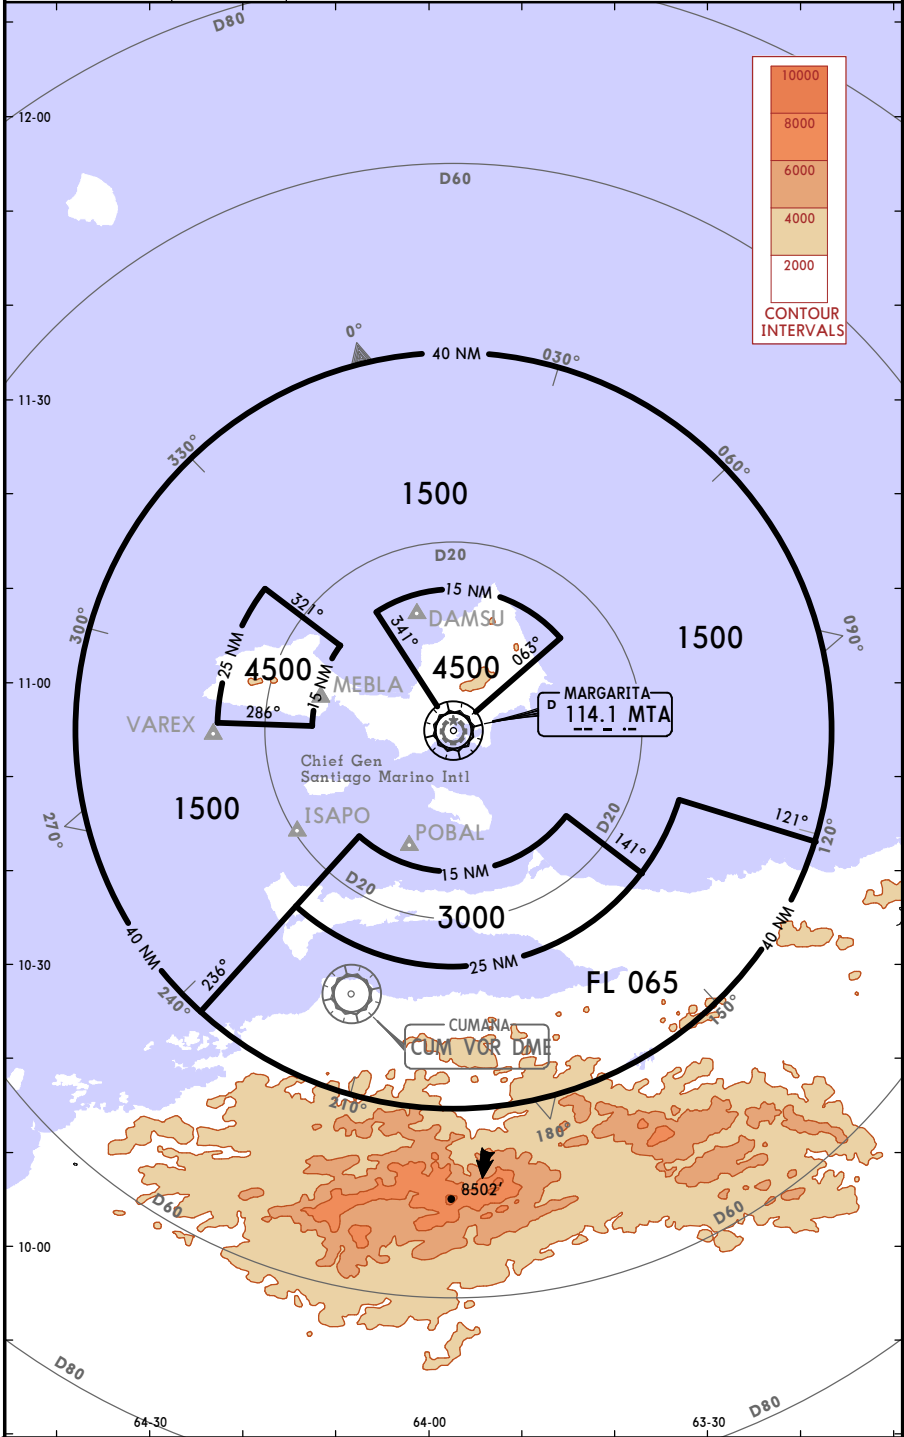 D80
10000
8000
6000
4000
2000
CONTOUR
INTERVALS
12-00
D60
0°
40 NM
030°
11-30
330°
060°
1500
D20
300°
15 NM
321°
DAMSU
341°
063°
090°
1500
25 NM
4500
15 NM
4500
11-00
MEBLA
286°
MARGARITA
D 114.1 MTA
VAREX
Chief Gen
Santiago Marino Intl
1500
270°
ISAPO
POBAL
D20
121°
120°
141°
15 NM
D20
3000
40 NM
40 NM
10-30
236°
25 NM
FL 065
240°
150°
CUMANA
CUM VOR DME
210°
180°
8502'
D60
D60
10-00
D80
D80
64-30
64-00
63-30